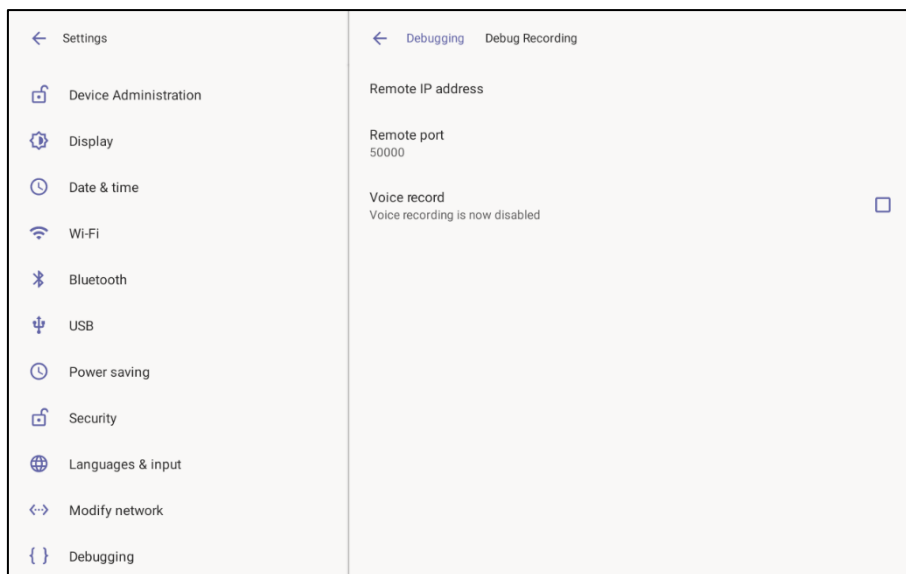 Settings
Device Administration
Display
Date & time
Wi-Fi
Bluetooth
USB
Power saving
Security
Languages & input
Modify network
Debugging
Debugging Debug Recording
Remote IP address
Remote port
50000
Voice record
Voice recording is now disabled